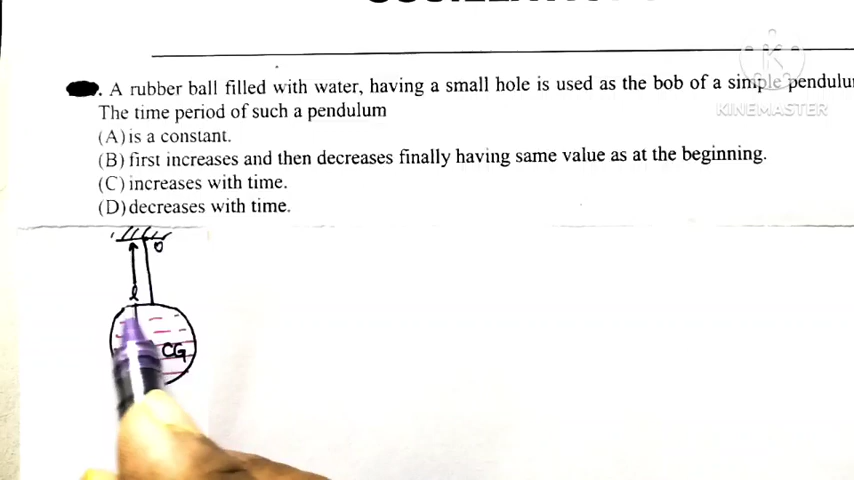 . A rubber ball filled with water, having a small hole is used as the bob of a simple pendulu
KINEMASTER
The time period of such a pendulum
(A) is a constant.
(B) first increases and then decreases finally having same value as at the beginning.
(C) increases with time.
(D) decreases with time.
O
l
CG